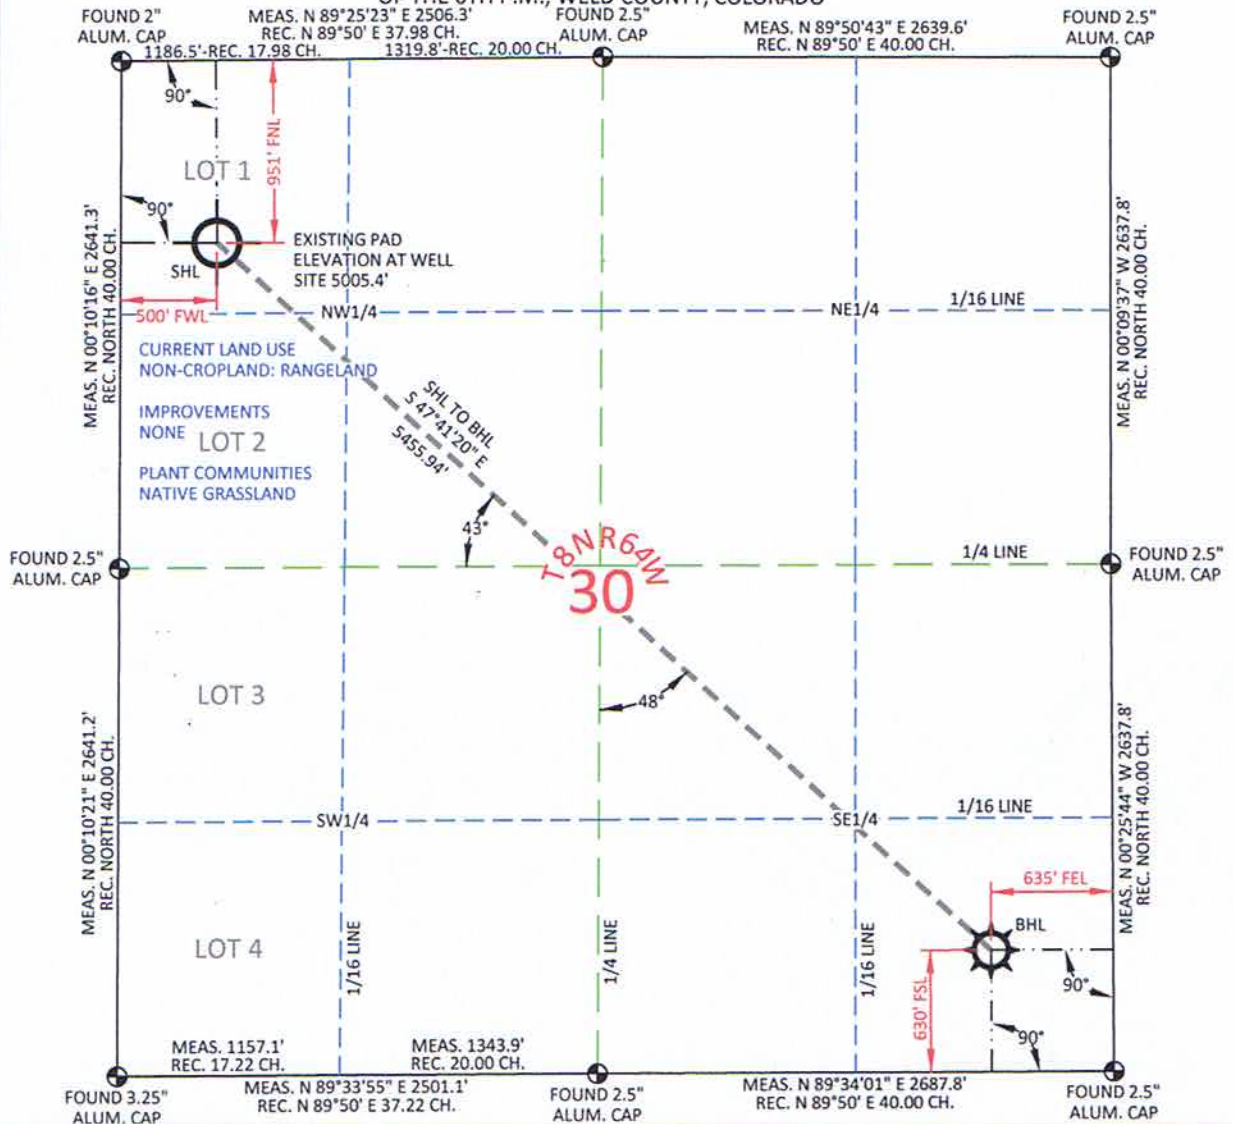 OF THE 6TH P.M., WELD COUNTY, COLORADO
FOUND 2"
ALUM. CAP
MEAS. N 89°25'23" E 2506.3'
REC. N 89°50' E 37.98 CH.
1186.5'-REC. 17.98 CH.
1319.8'-REC. 20.00 CH.
FOUND 2.5"
ALUM. CAP
MEAS. N 89°50'43" E 2639.6'
REC. N 89°50' E 40.00 CH.
FOUND 2.5"
ALUM. CAP
90°
951' FNL
LOT 1
90°
MEAS. N 00°10'16" E 2641.3'
REC. NORTH 40.00 CH.
SHL
EXISTING PAD
ELEVATION AT WELL
SITE 5005.4'
500' FWL
NW1/4
NE1/4
1/16 LINE
MEAS. N 00°09'37" W 2637.8'
REC. NORTH 40.00 CH.
CURRENT LAND USE
NON-CROPLAND: RANGELAND
IMPROVEMENTS
NONE
LOT 2
PLANT COMMUNITIES
NATIVE GRASSLAND
SHL TO BHL
S 47°41'20" E
5455.94'
43°
FOUND 2.5"
ALUM. CAP
T8NR64W
30
1/4 LINE
FOUND 2.5"
ALUM. CAP
LOT 3
48°
MEAS. N 00°10'21" E 2641.2'
REC. NORTH 40.00 CH.
SW1/4
SE1/4
1/16 LINE
MEAS. N 00°25'44" W 2637.8'
REC. NORTH 40.00 CH.
635' FEL
BHL
LOT 4
1/16 LINE
1/4 LINE
1/16 LINE
630' FSL
90°
90°
MEAS. 1157.1'
REC. 17.22 CH.
MEAS. 1343.9'
REC. 20.00 CH.
FOUND 3.25"
ALUM. CAP
MEAS. N 89°33'55" E 2501.1'
REC. N 89°50' E 37.22 CH.
FOUND 2.5"
ALUM. CAP
MEAS. N 89°34'01" E 2687.8'
REC. N 89°50' E 40.00 CH.
FOUND 2.5"
ALUM. CAP